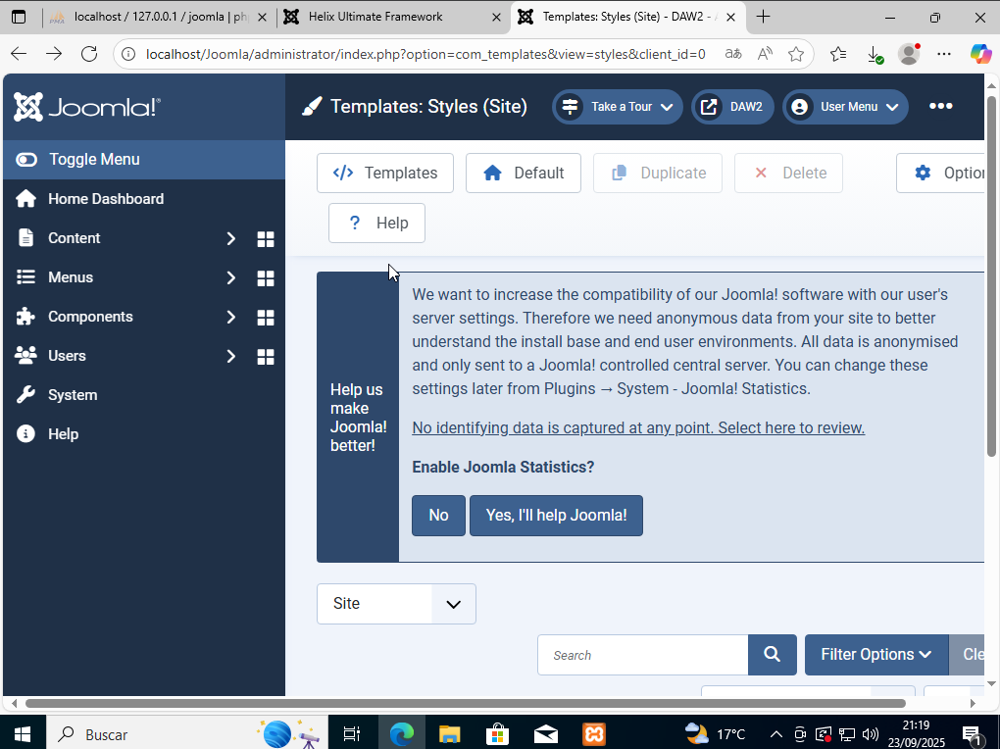 localhost / 127.0.0.1 / joomla | ph
Helix Ultimate Framework
Templates: Styles (Site) - DAW2 -
localhost/Joomla/administrator/index.php?option=com_templates&view=styles&client_id=0
Joomla!
Templates: Styles (Site)
Take a Tour
DAW2
User Menu
Toggle Menu
Home Dashboard
Content
Menus
Components
Users
System
Help
Templates
Default
Duplicate
Delete
Option
Help
Help us
make
Joomla!
better!
We want to increase the compatibility of our Joomla! software with our user's
server settings. Therefore we need anonymous data from your site to better
understand the install base and end user environments. All data is anonymised
and only sent to a Joomla! controlled central server. You can change these
settings later from Plugins → System - Joomla! Statistics.
No identifying data is captured at any point. Select here to review.
Enable Joomla Statistics?
No
Yes, I'll help Joomla!
Site
Search
Filter Options
Cle
Buscar
17°C
21:19
23/09/2025
1